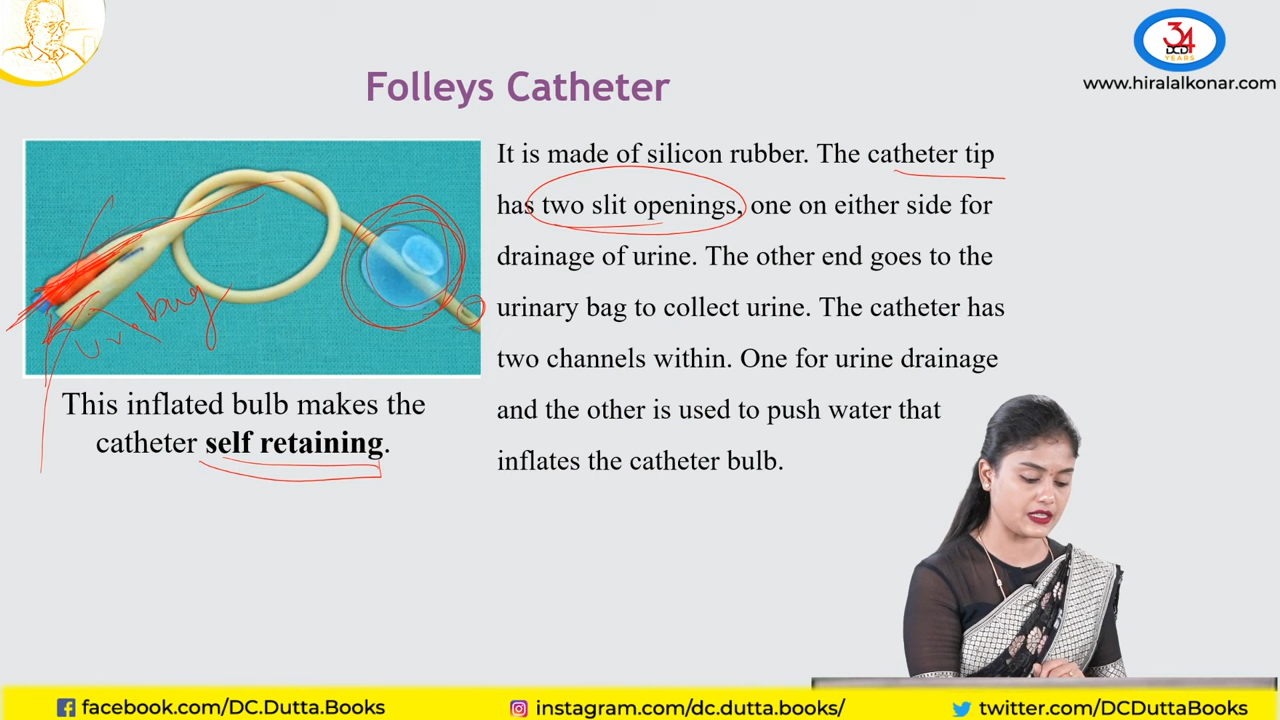 34
DCD
YEARS
www.hiralalkonar.com
Folleys Catheter
It is made of silicon rubber. The catheter tip
has two slit openings, one on either side for
drainage of urine. The other end goes to the
urinary bag to collect urine. The catheter has
two channels within. One for urine drainage
and the other is used to push water that
inflates the catheter bulb.
bag
This inflated bulb makes the
catheter self retaining.
facebook.com/DC.Dutta.Books
instagram.com/dc.dutta.books/
twitter.com/DCDuttaBooks